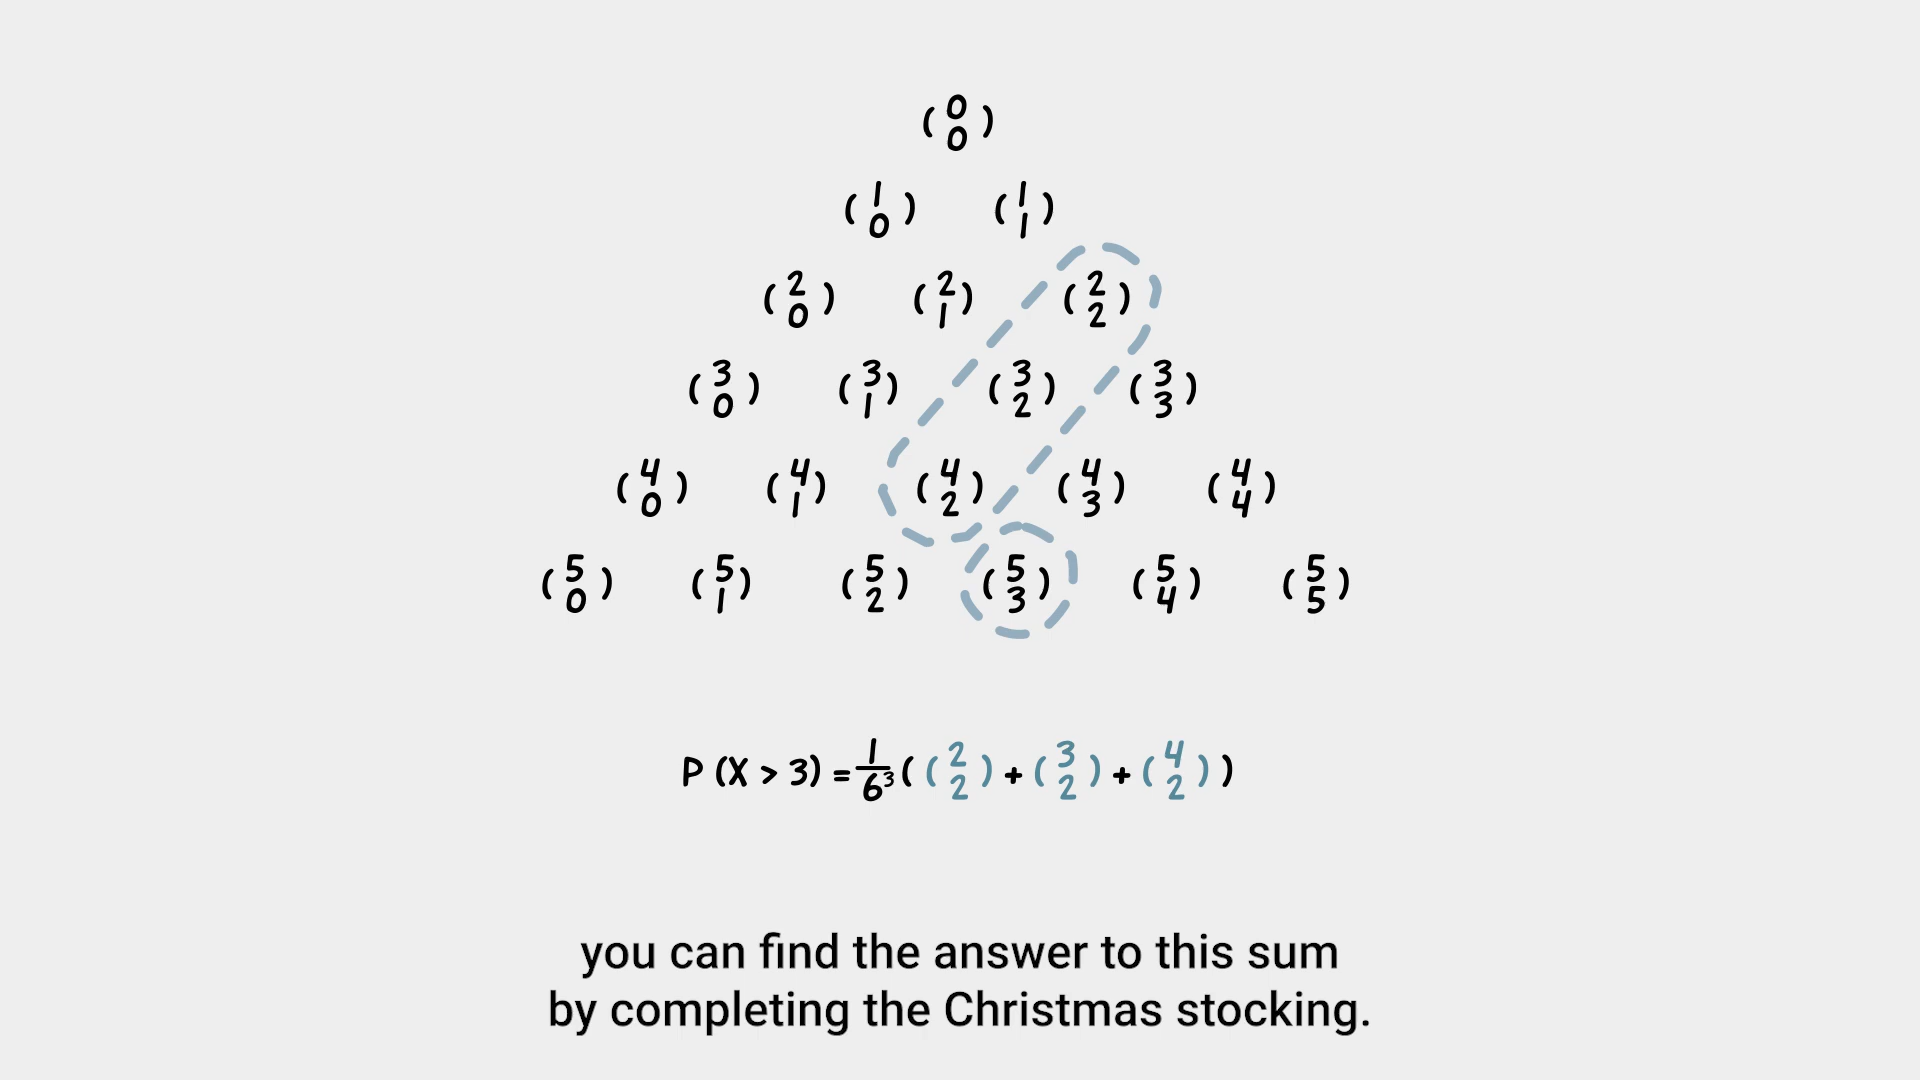 (0 0)
(1 0) (1 1)
(2 0) (2 1) (2 2)
(3 0) (3 1) (3 2) (3 3)
(4 0) (4 1) (4 2) (4 3) (4 4)
(5 0) (5 1) (5 2) (5 3) (5 4) (5 5)
P (X > 3) = 1/6³ ( (2 2) + (3 2) + (4 2) )
you can find the answer to this sum
by completing the Christmas stocking.